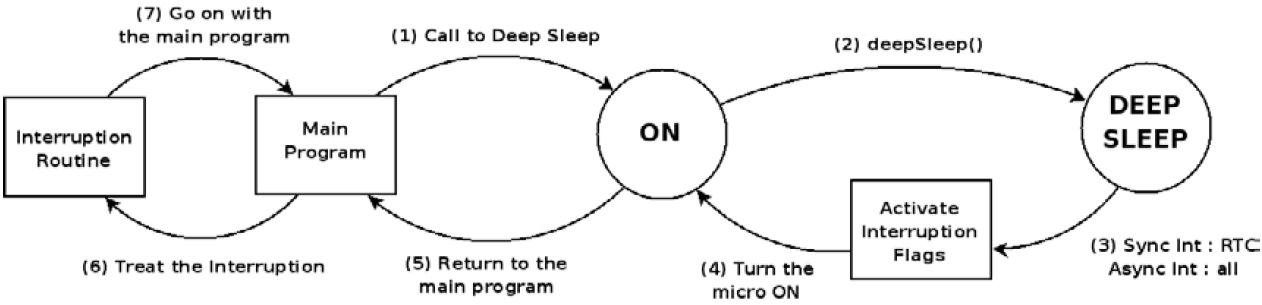 (7) Go on with
the main program
(1) Call to Deep Sleep
(2) deepSleep()
Interruption
Routine
Main
Program
ON
DEEP
SLEEP
Activate
Interruption
Flags
(3) Sync Int : RTC
Async Int : all
(4) Turn the
micro ON
(5) Return to the
main program
(6) Treat the Interruption